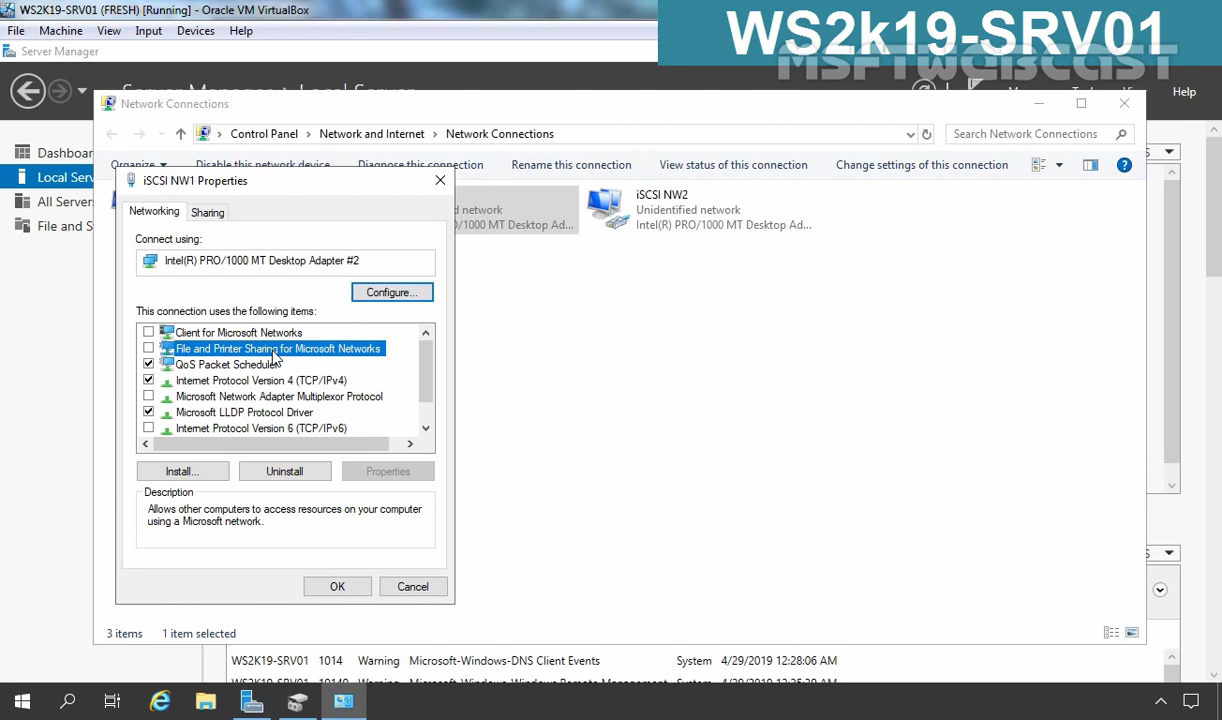 WS2K19-SRV01 (FRESH) [Running] - Oracle VM VirtualBox
WS2k19-SRV01
MSFTWEBCAST
File Machine View Input Devices Help
Server Manager
Help
Network Connections
Control Panel > Network and Internet > Network Connections
Search Network Connections
Organize
Disable this network device
Diagnose this connection
Rename this connection
View status of this connection
Change settings of this connection
Local Serv
All Servers
File and S
iSCSI NW1 Properties
Networking
Sharing
Connect using:
Intel(R) PRO/1000 MT Desktop Adapter #2
Configure...
This connection uses the following items:
Client for Microsoft Networks
File and Printer Sharing for Microsoft Networks
QoS Packet Scheduler
Internet Protocol Version 4 (TCP/IPv4)
Microsoft Network Adapter Multiplexor Protocol
Microsoft LLDP Protocol Driver
Internet Protocol Version 6 (TCP/IPv6)
Install...
Uninstall
Properties
Description
Allows other computers to access resources on your computer
using a Microsoft network.
OK
Cancel
d network
/1000 MT Desktop Ad...
iSCSI NW2
Unidentified network
Intel(R) PRO/1000 MT Desktop Ad...
3 items
1 item selected
WS2K19-SRV01 1014 Warning Microsoft-Windows-DNS Client Events System 4/29/2019 12:28:06 AM